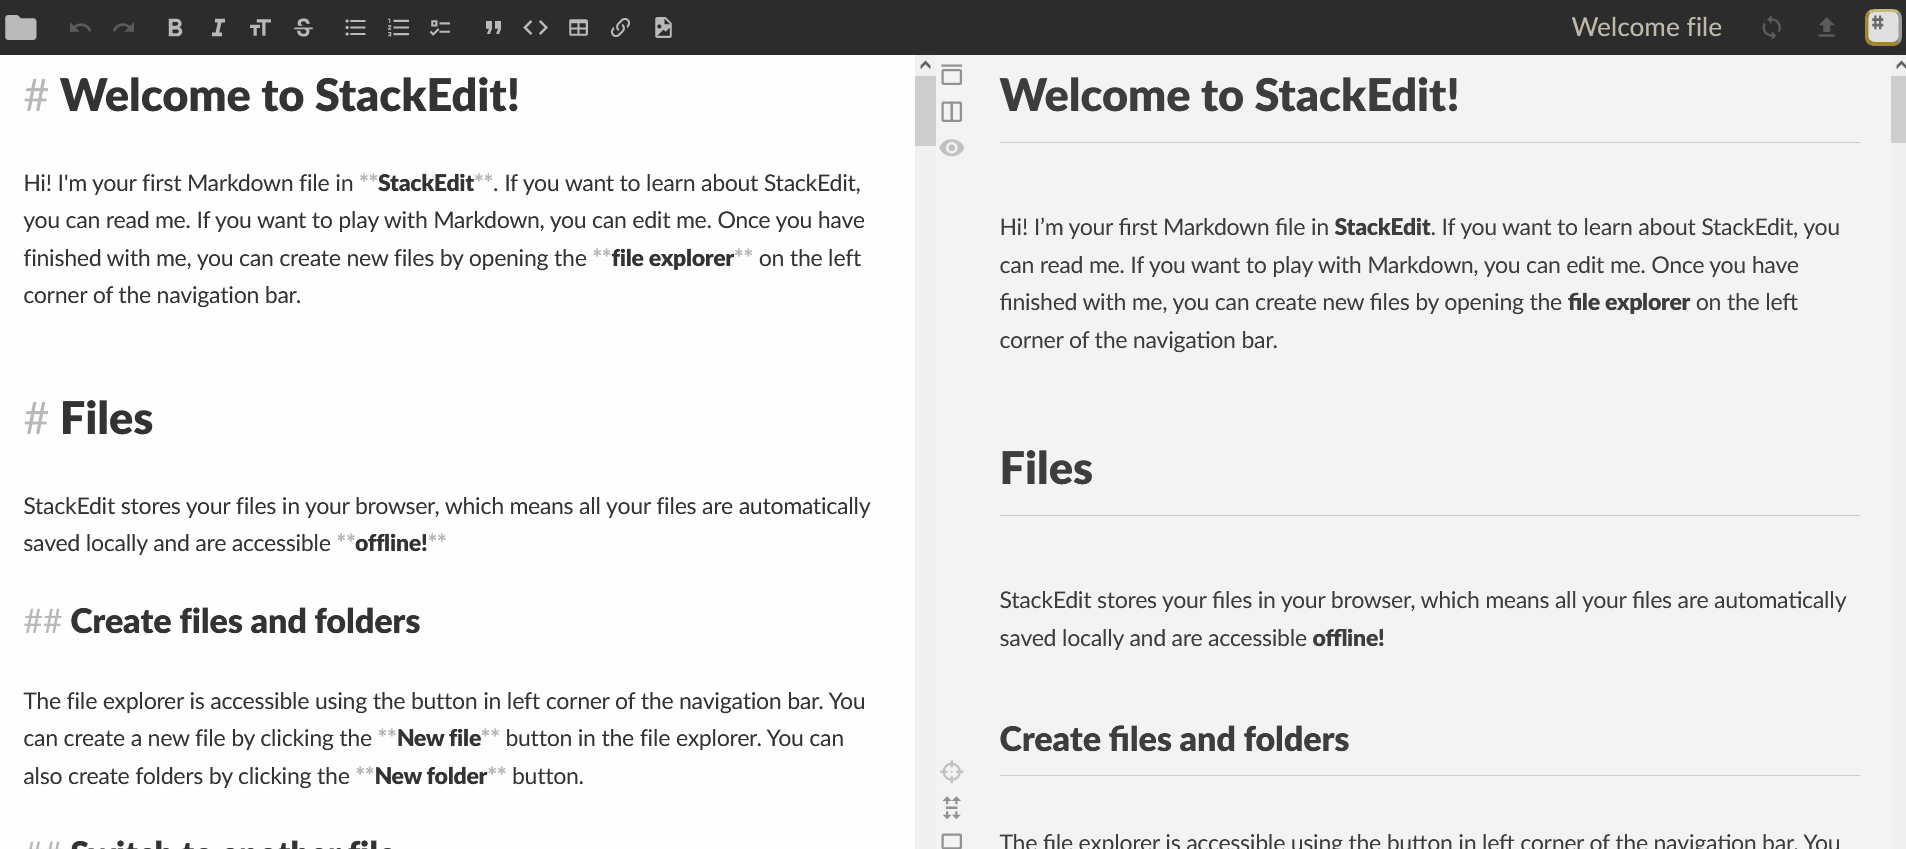 Welcome file
# Welcome to StackEdit!
Hi! I'm your first Markdown file in **StackEdit**. If you want to learn about StackEdit,
you can read me. If you want to play with Markdown, you can edit me. Once you have
finished with me, you can create new files by opening the **file explorer** on the left
corner of the navigation bar.
# Files
StackEdit stores your files in your browser, which means all your files are automatically
saved locally and are accessible **offline!**
## Create files and folders
The file explorer is accessible using the button in left corner of the navigation bar. You
can create a new file by clicking the **New file** button in the file explorer. You can
also create folders by clicking the **New folder** button.
## Switch to another file
Welcome to StackEdit!
Hi! I’m your first Markdown file in StackEdit. If you want to learn about StackEdit, you
can read me. If you want to play with Markdown, you can edit me. Once you have
finished with me, you can create new files by opening the file explorer on the left
corner of the navigation bar.
Files
StackEdit stores your files in your browser, which means all your files are automatically
saved locally and are accessible offline!
Create files and folders
The file explorer is accessible using the button in left corner of the navigation bar. You